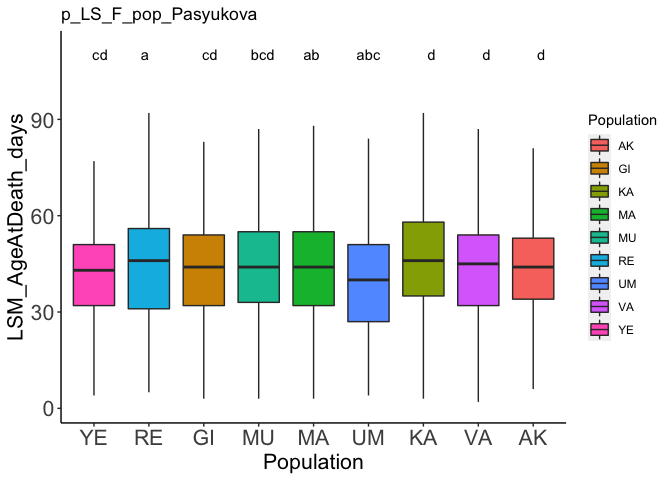 p_LS_F_pop_Pasyukova
cd a cd bcd ab abc d d d
LSM_AgeAtDeath_days
90
60
30
0
YE RE GI MU MA UM KA VA AK
Population
Population
AK
GI
KA
MA
MU
RE
UM
VA
YE